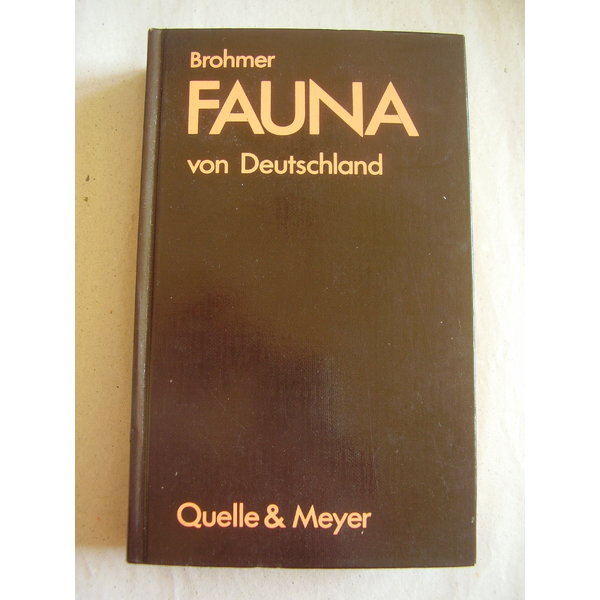 Brohmer
FAUNA
von Deutschland
Quelle & Meyer